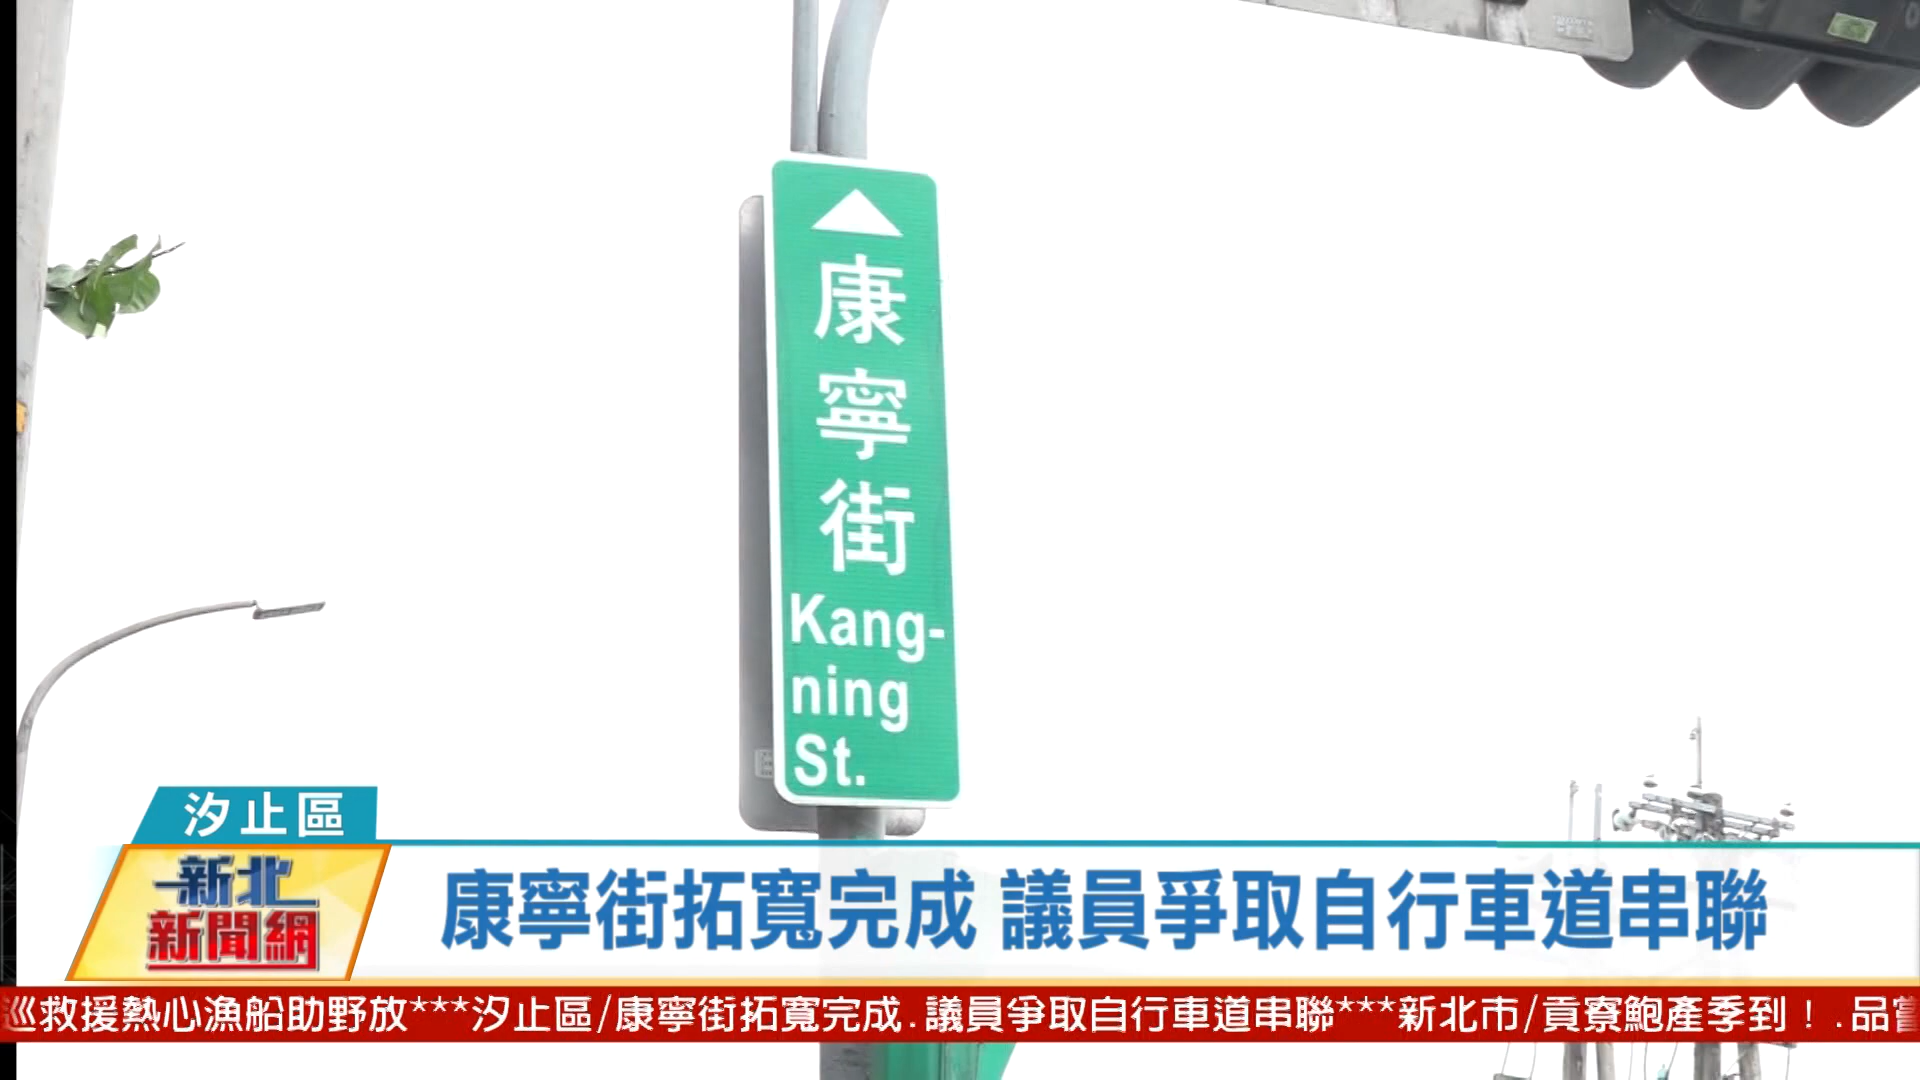 康
寧
街
Kang-
ning
St.
汐止區
新北
新聞網
康寧街拓寬完成 議員爭取自行車道串聯
巡救援熱心漁船助野放***汐止區/康寧街拓寬完成.議員爭取自行車道串聯***新北市/貢寮鮑產季到！.品嘗